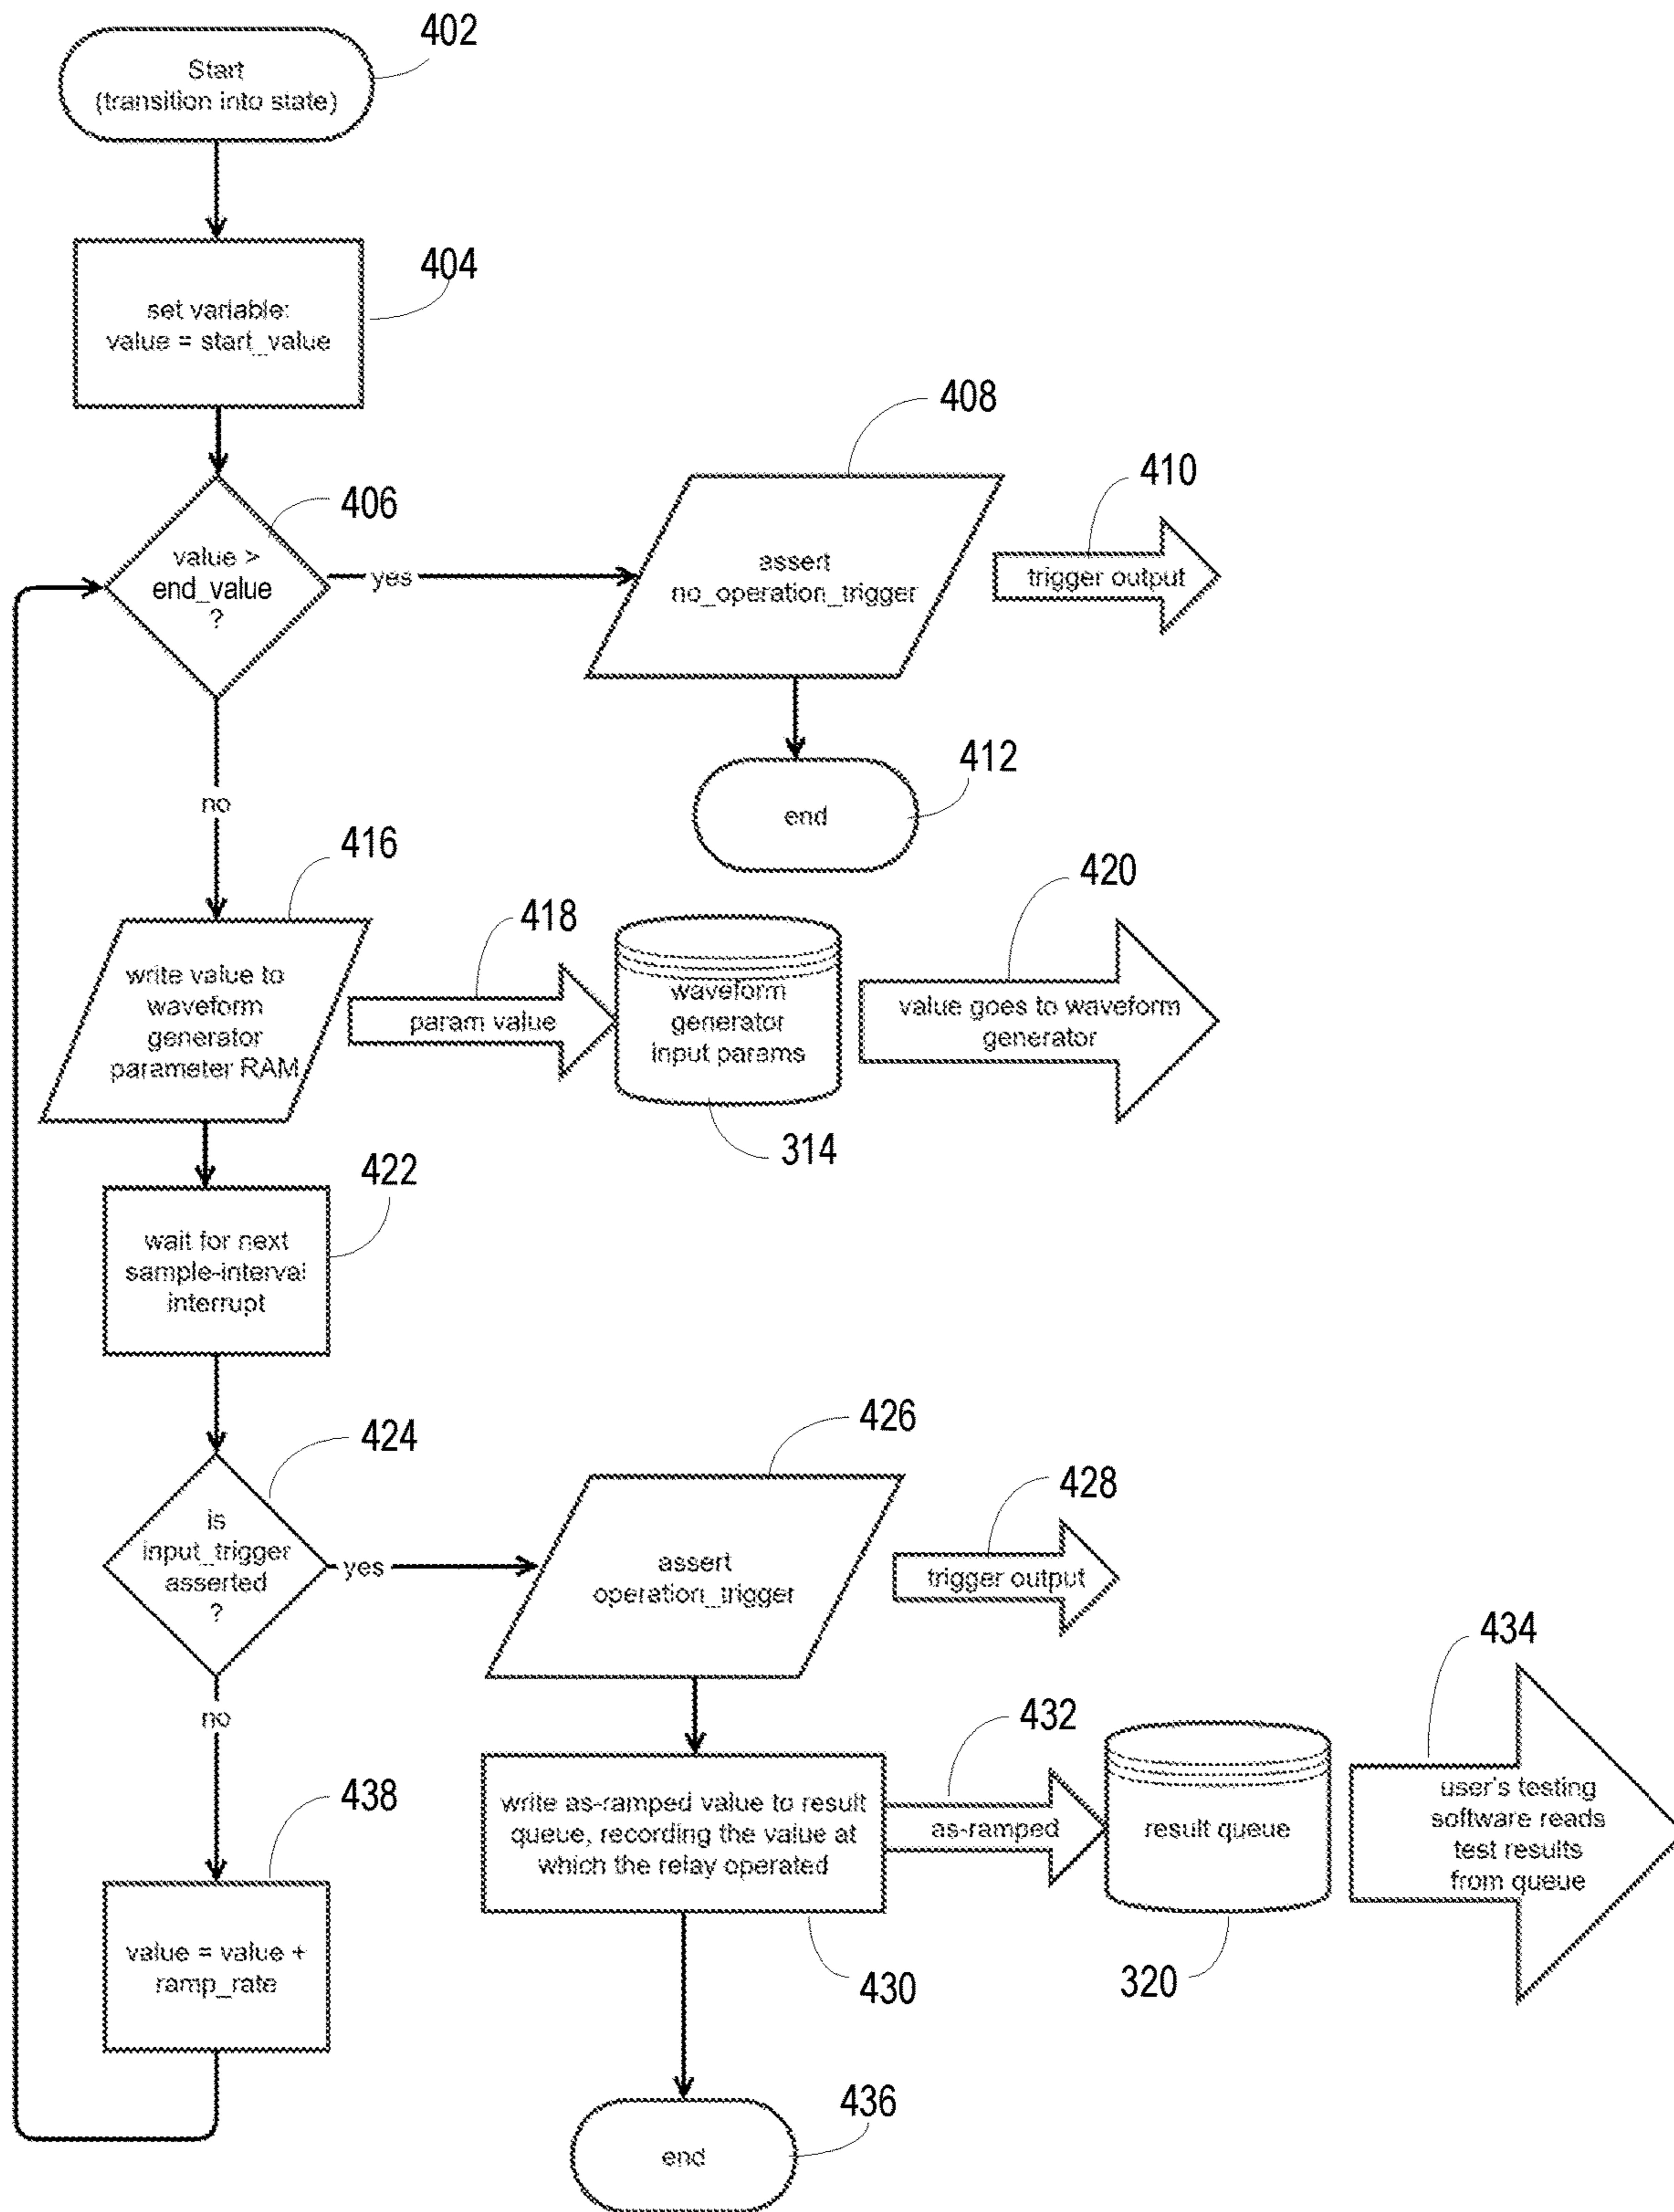 402
Start
(transition into state)
404
set variable:
value = start_value
408
410
406
value >
end_value
?
yes
assert
no_operation_trigger
trigger output
412
end
no
416
418
420
write value to
waveform
generator
parameter RAM
param value
waveform
generator
input params
value goes to waveform
generator
314
422
wait for next
sample-interval
interrupt
426
424
428
is
input_trigger
asserted
?
yes
assert
operation_trigger
trigger output
434
no
432
438
write as-ramped value to result
queue, recording the value at
which the relay operated
as-ramped
result queue
user's testing
software reads
test results
from queue
value = value +
ramp_rate
430
320
436
end